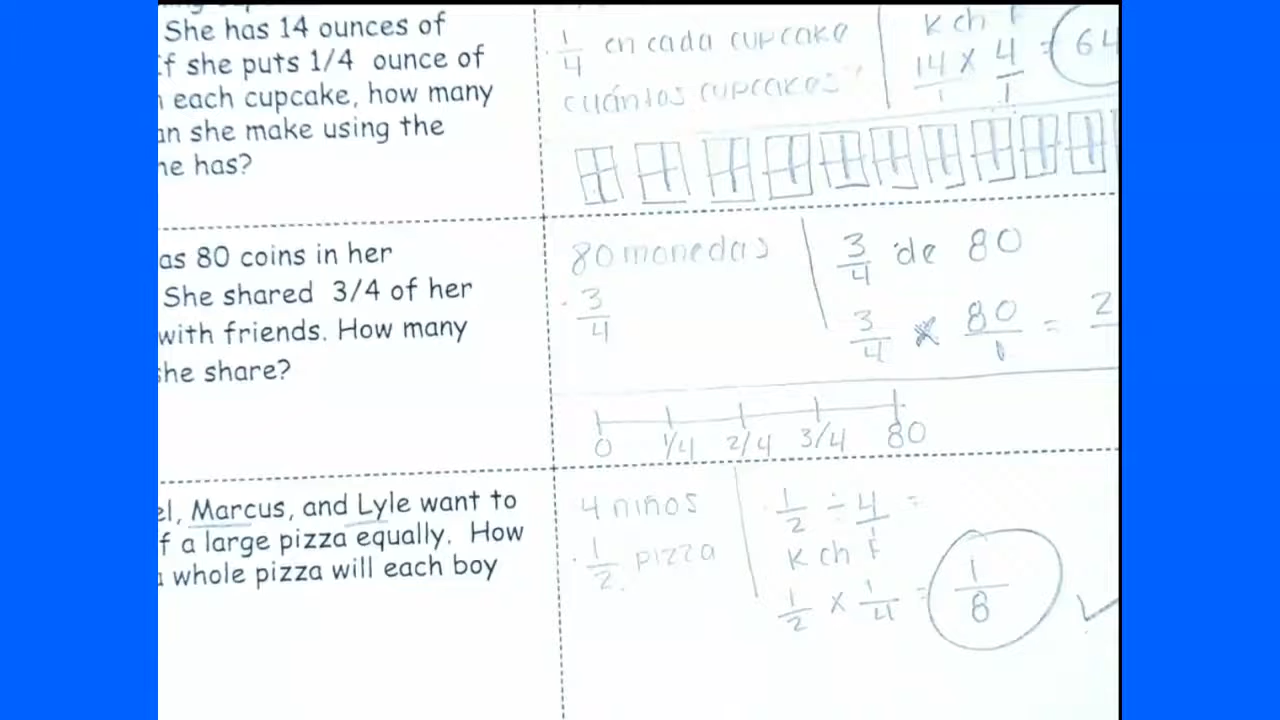 She has 14 ounces of
If she puts 1/4 ounce of
each cupcake, how many
an she make using the
he has?
1/4 en cada cupcake
cuántos cupcakes?
K ch f
14/1 x 4/1 = 64
as 80 coins in her
She shared 3/4 of her
with friends. How many
she share?
80 monedas
3/4
3/4 de 80
3/4 x 80/1 = 2
0 1/4 2/4 3/4 80
el, Marcus, and Lyle want to
f a large pizza equally. How
whole pizza will each boy
4 niños
1/2 pizza
1/2 ÷ 4/1 =
K ch f
1/2 x 1/4 = 1/8